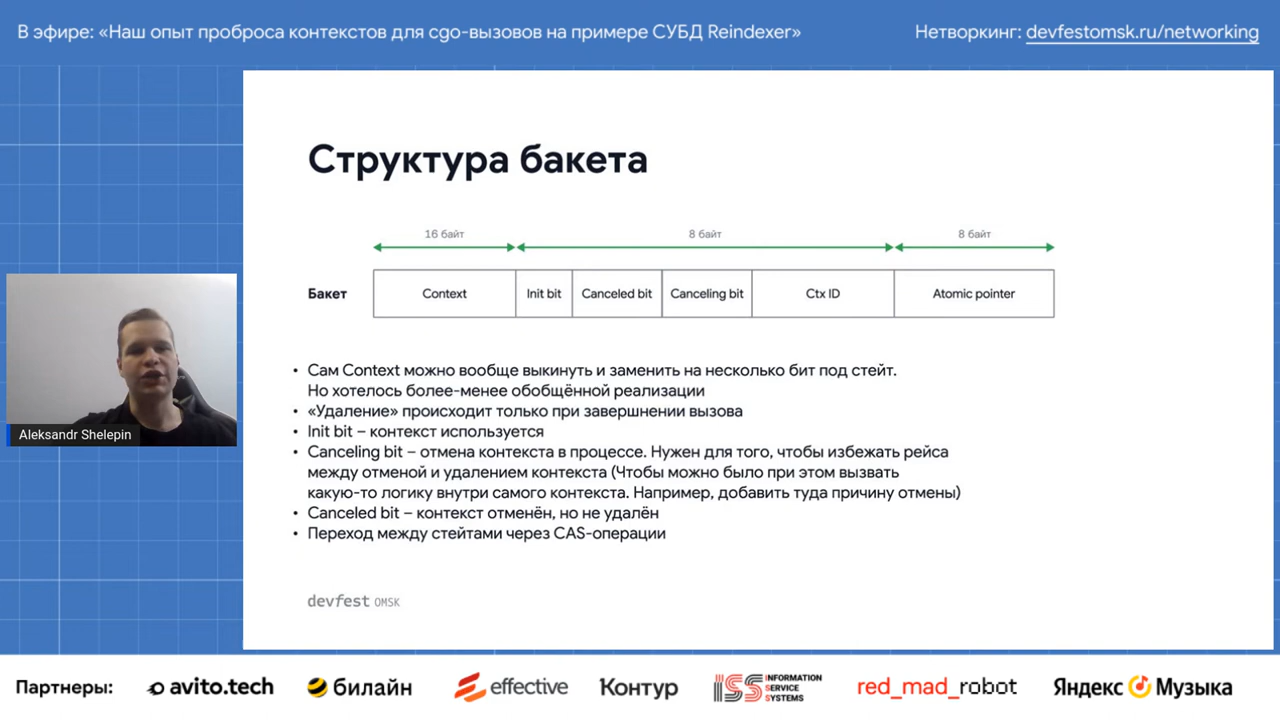 В эфире: «Наш опыт проброса контекстов для cgo-вызовов на примере СУБД Reindexer»
Нетворкинг: devfestomsk.ru/networking
Структура бакета
16 байт
8 байт
8 байт
Бакет
Context
Init bit
Canceled bit
Canceling bit
Ctx ID
Atomic pointer
• Сам Context можно вообще выкинуть и заменить на несколько бит под стейт.
Но хотелось более-менее обобщённой реализации
• «Удаление» происходит только при завершении вызова
• Init bit – контекст используется
• Canceling bit – отмена контекста в процессе. Нужен для того, чтобы избежать рейса
между отменой и удалением контекста (Чтобы можно было при этом вызвать
какую-то логику внутри самого контекста. Например, добавить туда причину отмены)
• Canceled bit – контекст отменён, но не удалён
• Переход между стейтами через CAS-операции
Aleksandr Shelepin
devfest OMSK
Партнеры:
avito.tech
билайн
effective
Контур
ISS INFORMATION
SERVICE
SYSTEMS
red_mad_robot
Яндекс Музыка